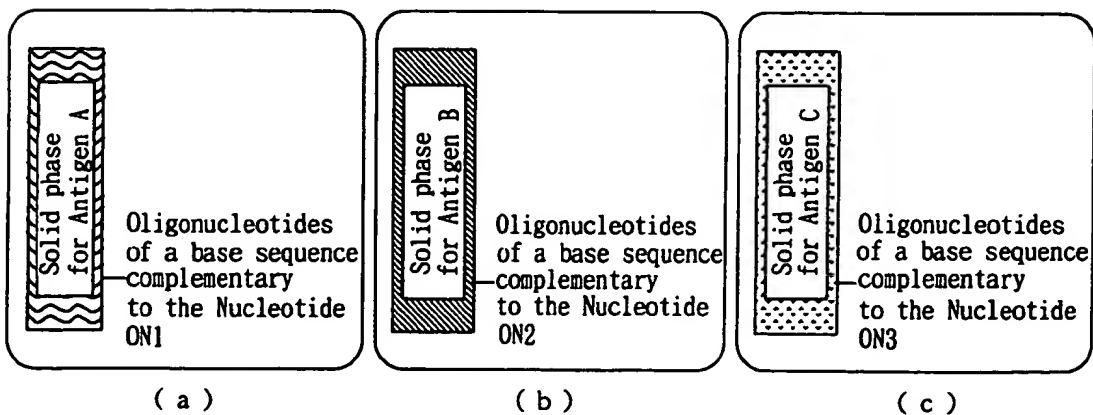 Solid phase
for Antigen A
Oligonucleotides
of a base sequence
complementary
to the Nucleotide
ON1
( a )
Solid phase
for Antigen B
Oligonucleotides
of a base sequence
complementary
to the Nucleotide
ON2
( b )
Solid phase
for Antigen C
Oligonucleotides
of a base sequence
complementary
to the Nucleotide
ON3
( c )